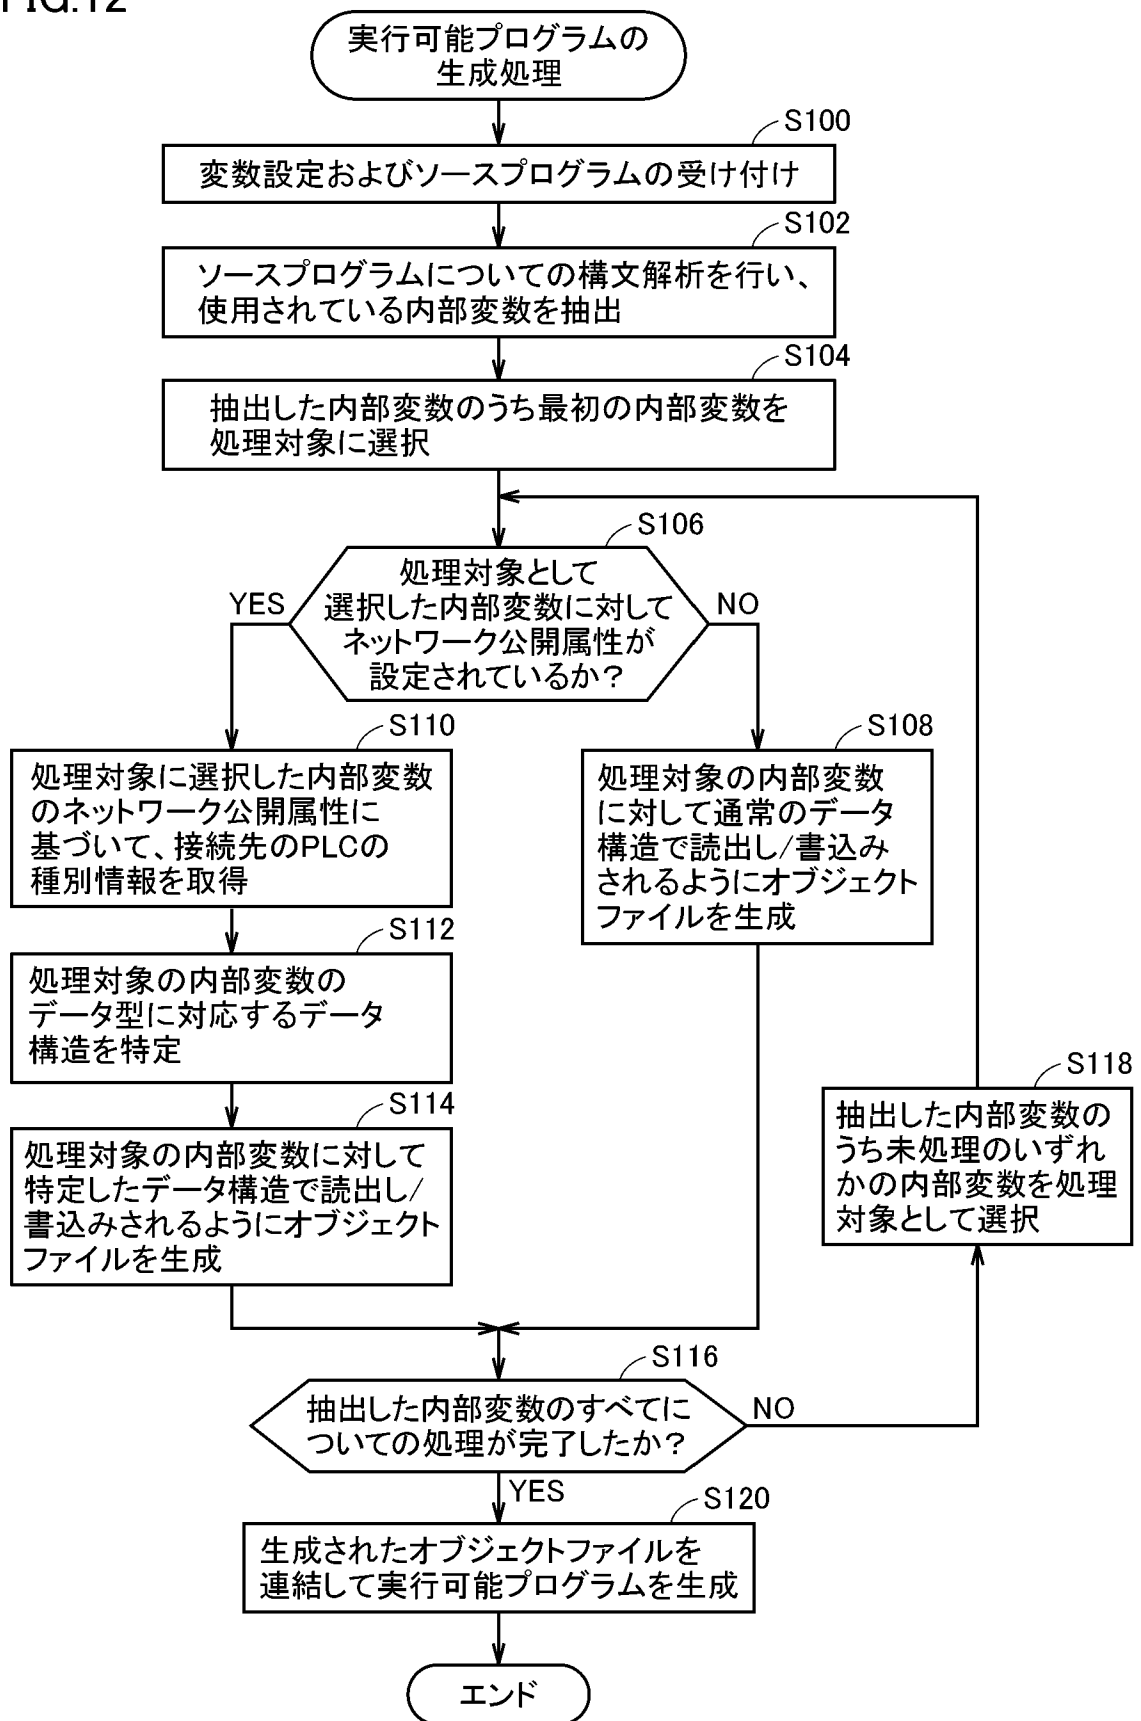 FIG.12
実行可能プログラムの
生成処理
S100
変数設定およびソースプログラムの受け付け
S102
ソースプログラムについての構文解析を行い、
使用されている内部変数を抽出
S104
抽出した内部変数のうち最初の内部変数を
処理対象に選択
S106
処理対象として
選択した内部変数に対して
ネットワーク公開属性が
設定されているか?
YES
NO
S110
処理対象に選択した内部変数
のネットワーク公開属性に
基づいて、接続先のPLCの
種別情報を取得
S108
処理対象の内部変数
に対して通常のデータ
構造で読出し/書込み
されるようにオブジェクト
ファイルを生成
S112
処理対象の内部変数の
データ型に対応するデータ
構造を特定
S114
処理対象の内部変数に対して
特定したデータ構造で読出し/
書込みされるようにオブジェクト
ファイルを生成
S118
抽出した内部変数の
うち未処理のいずれ
かの内部変数を処理
対象として選択
S116
抽出した内部変数のすべてに
ついての処理が完了したか?
NO
YES
S120
生成されたオブジェクトファイルを
連結して実行可能プログラムを生成
エンド